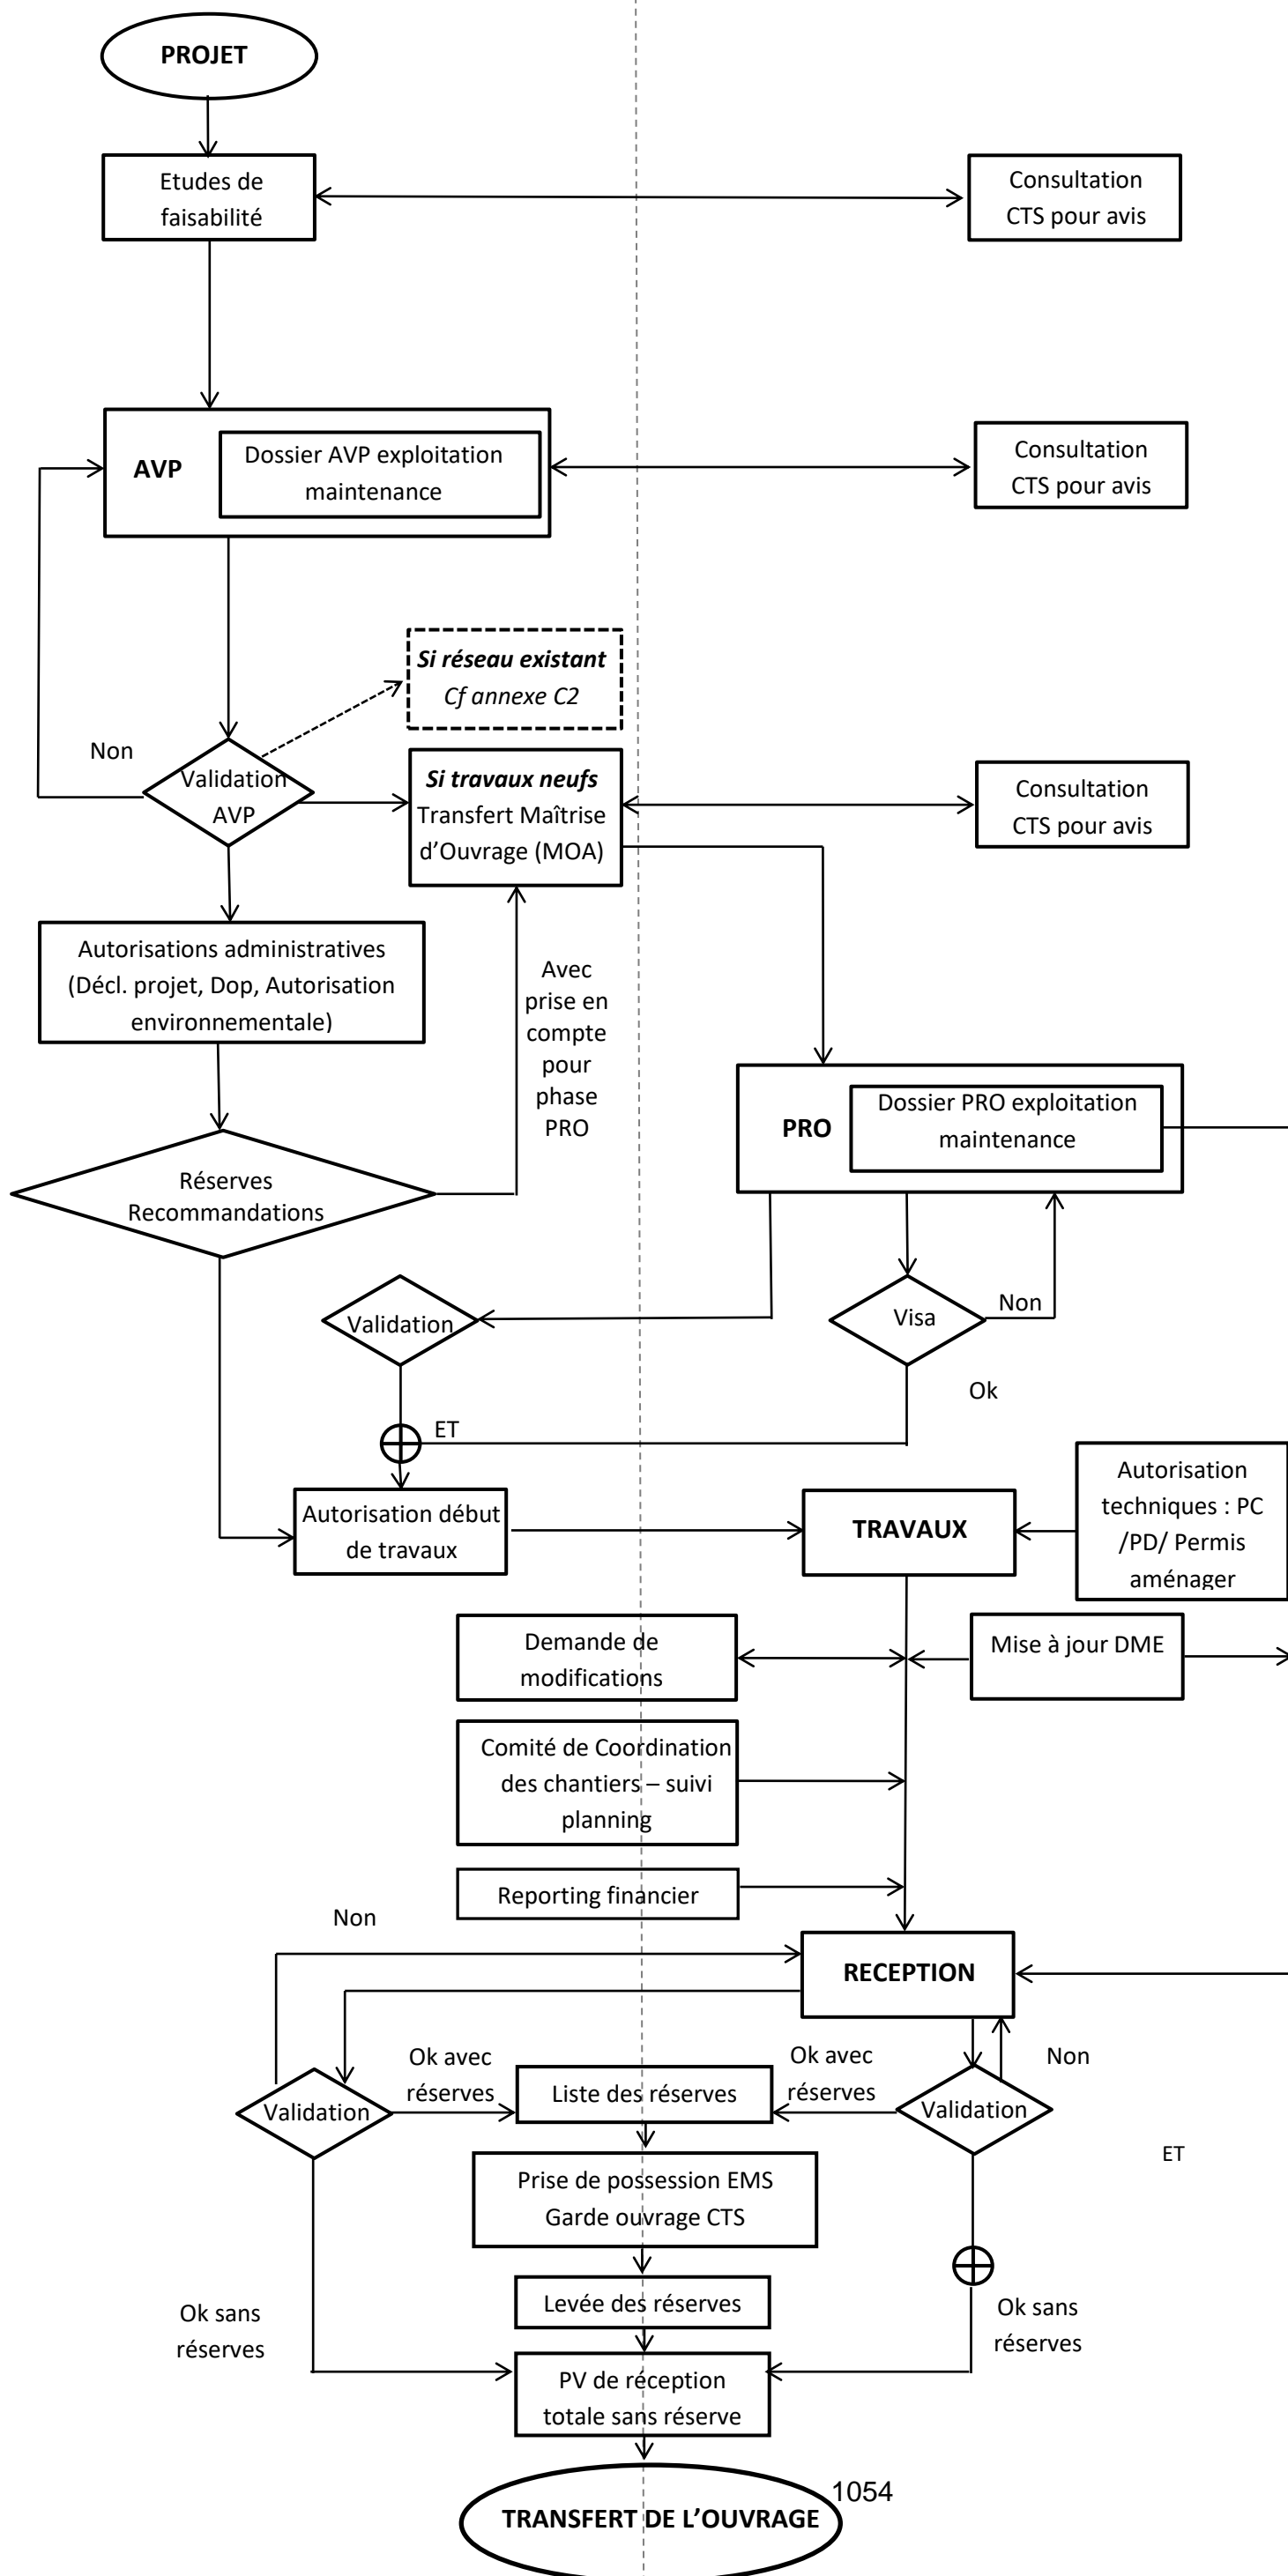 PROJET
Etudes de
faisabilité
Consultation
CTS pour avis
AVP
Dossier AVP exploitation
maintenance
Consultation
CTS pour avis
Si réseau existant
Cf annexe C2
Non
Validation
AVP
Si travaux neufs
Transfert Maîtrise
d'Ouvrage (MOA)
Consultation
CTS pour avis
Autorisations administratives
(Décl. projet, Dop, Autorisation
environnementale)
Avec
prise en
compte
pour
phase
PRO
PRO
Dossier PRO exploitation
maintenance
Réserves
Recommandations
Validation
Visa
Non
Ok
ET
Autorisation début
de travaux
TRAVAUX
Autorisation
techniques : PC
/PD/ Permis
aménager
Demande de
modifications
Mise à jour DME
Comité de Coordination
des chantiers – suivi
planning
Reporting financier
Non
RECEPTION
Ok avec
réserves
Ok avec
réserves
Non
Validation
Liste des réserves
Validation
ET
Prise de possession EMS
Garde ouvrage CTS
Levée des réserves
Ok sans
réserves
Ok sans
réserves
PV de réception
totale sans réserve
1054
TRANSFERT DE L'OUVRAGE